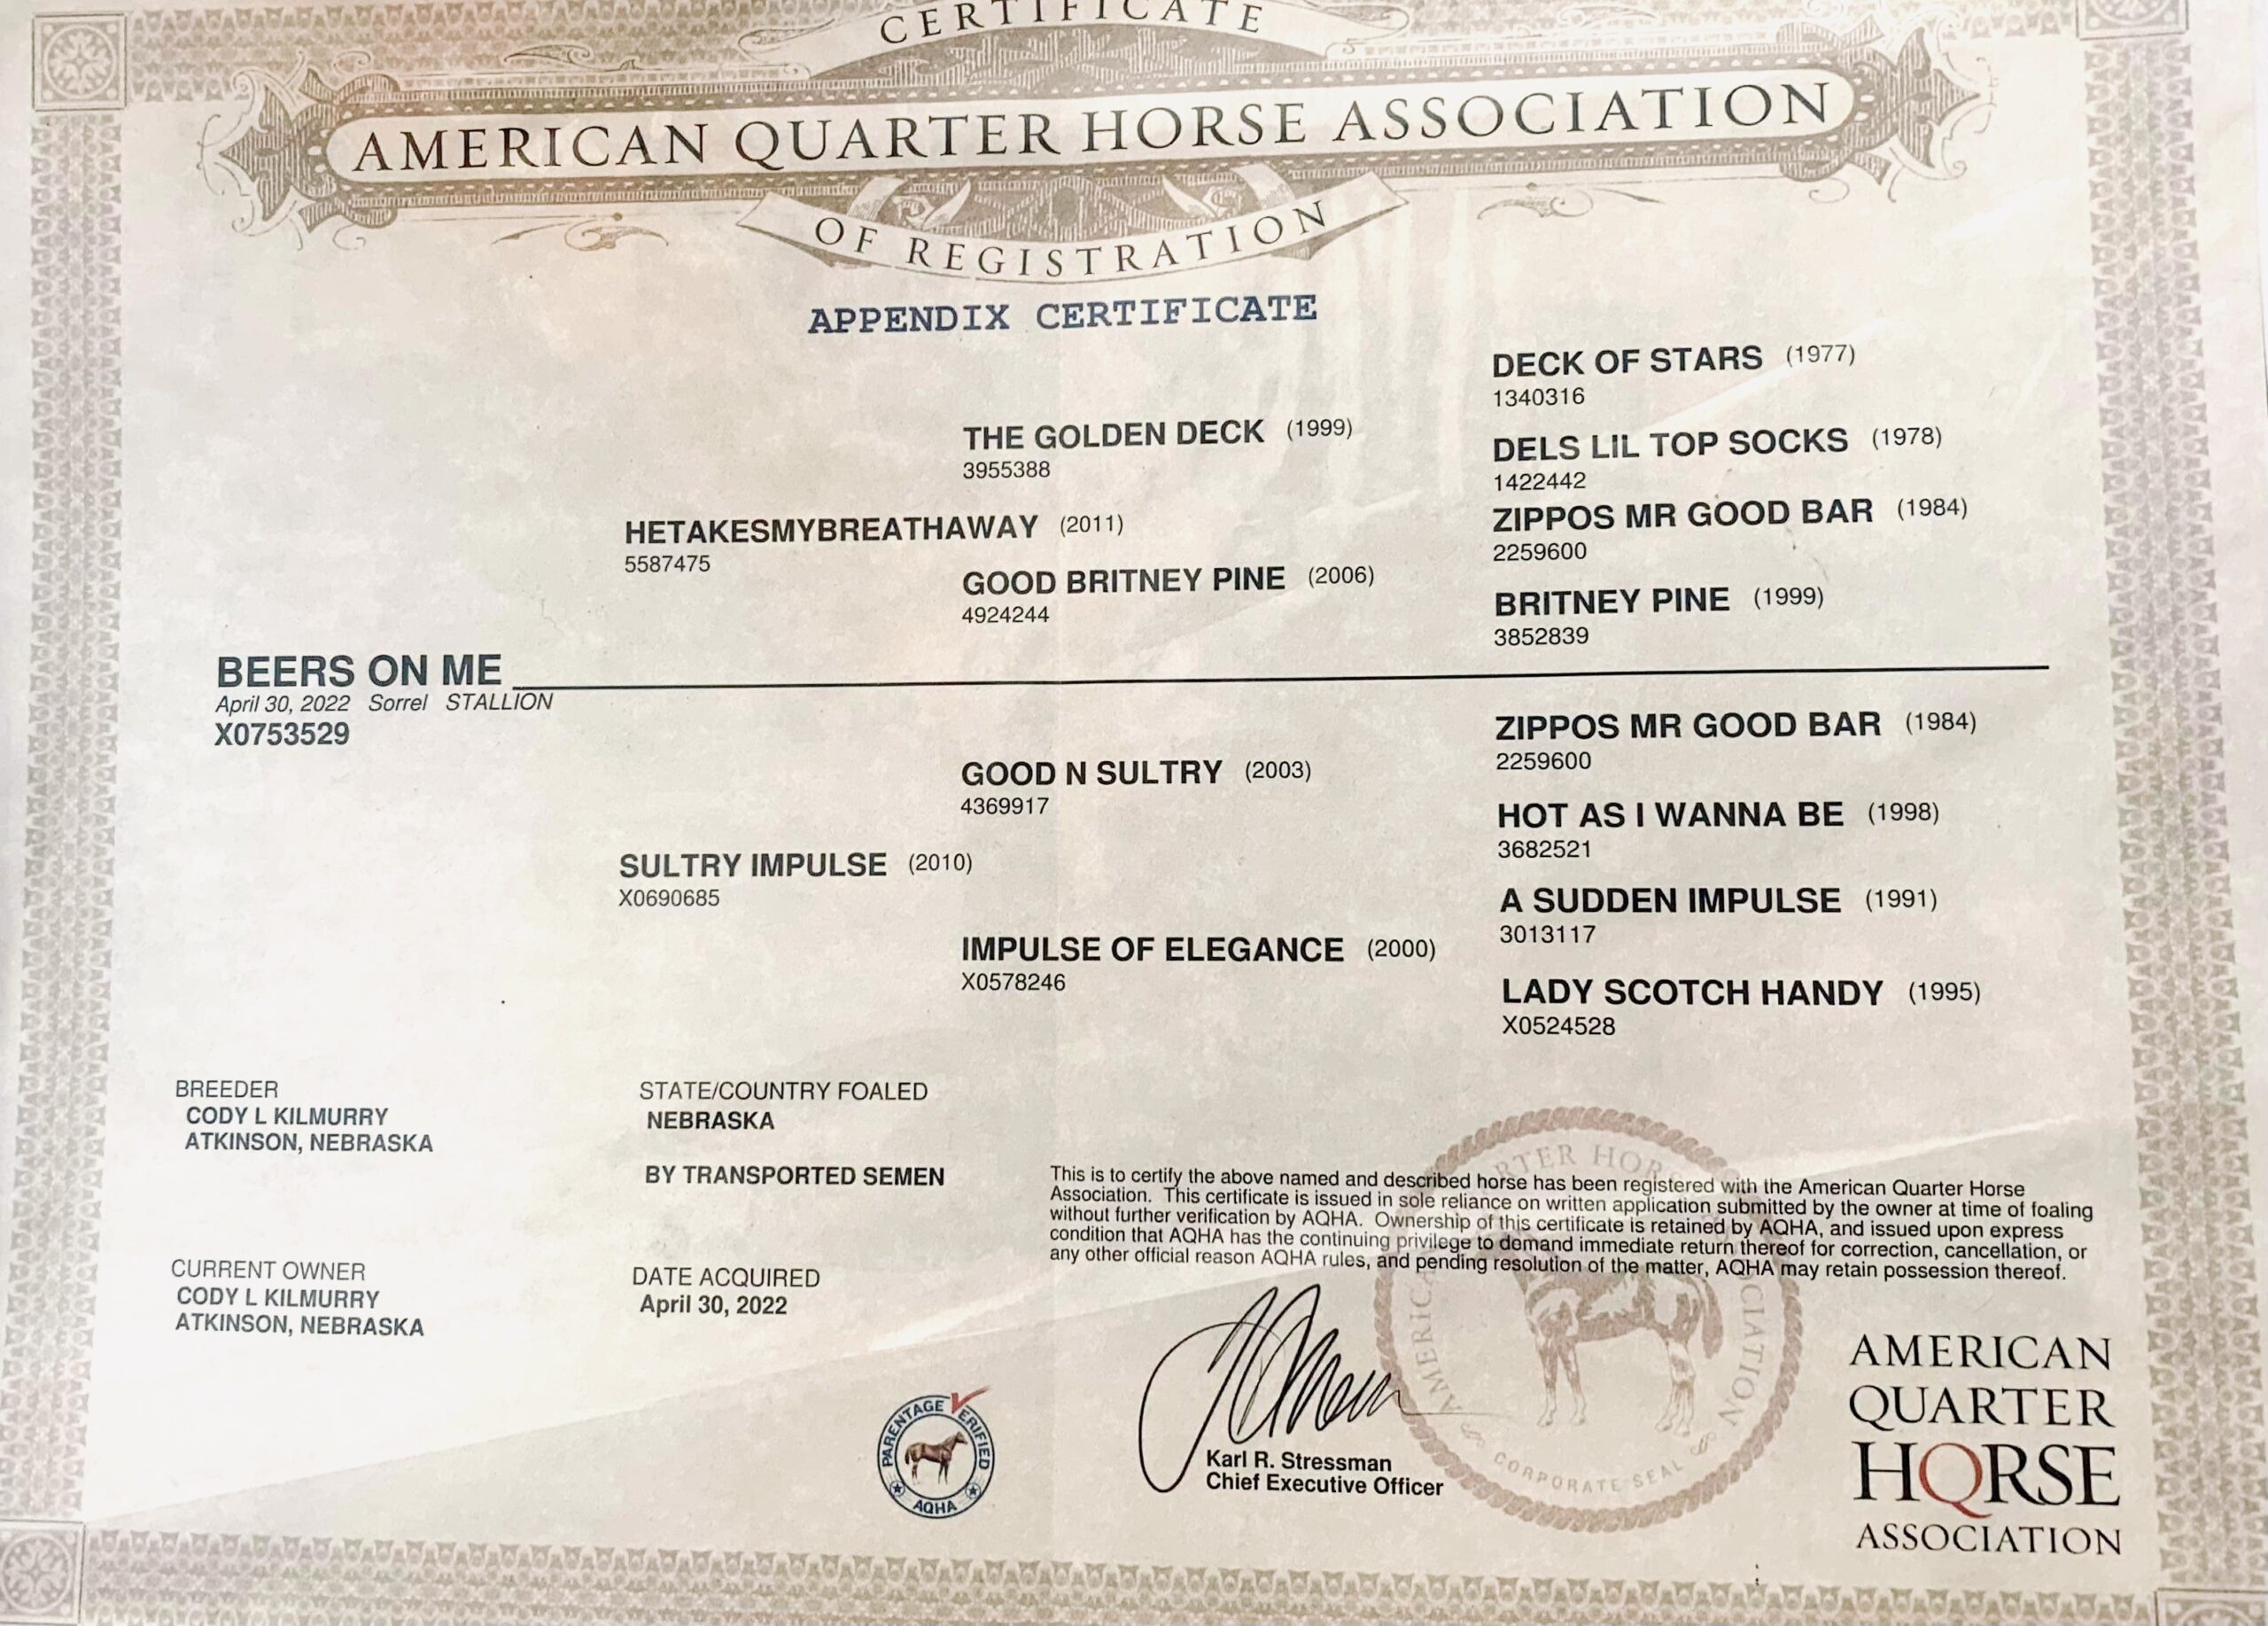 CERTIFICATE
AMERICAN QUARTER HORSE ASSOCIATION
OF REGISTRATION
APPENDIX CERTIFICATE
DECK OF STARS (1977)
1340316
THE GOLDEN DECK (1999)
3955388
DELS LIL TOP SOCKS (1978)
1422442
HETAKESMYBREATHAWAY (2011)
5587475
ZIPPOS MR GOOD BAR (1984)
2259600
GOOD BRITNEY PINE (2006)
4924244
BRITNEY PINE (1999)
3852839
BEERS ON ME
April 30, 2022 Sorrel STALLION
X0753529
ZIPPOS MR GOOD BAR (1984)
2259600
GOOD N SULTRY (2003)
4369917
HOT AS I WANNA BE (1998)
3682521
SULTRY IMPULSE (2010)
X0690685
A SUDDEN IMPULSE (1991)
3013117
IMPULSE OF ELEGANCE (2000)
X0578246
LADY SCOTCH HANDY (1995)
X0524528
BREEDER
CODY L KILMURRY
ATKINSON, NEBRASKA
STATE/COUNTRY FOALED
NEBRASKA
BY TRANSPORTED SEMEN
This is to certify the above named and described horse has been registered with the American Quarter Horse
Association. This certificate is issued in sole reliance on written application submitted by the owner at time of foaling
without further verification by AQHA. Ownership of this certificate is retained by AQHA, and issued upon express
condition that AQHA has the continuing privilege to demand immediate return thereof for correction, cancellation, or
any other official reason AQHA rules, and pending resolution of the matter, AQHA may retain possession thereof.
CURRENT OWNER
CODY L KILMURRY
ATKINSON, NEBRASKA
DATE ACQUIRED
April 30, 2022
PARENTAGE VERIFIED
AQHA
Karl R. Stressman
Chief Executive Officer
CORPORATE SEAL
AMERICAN
QUARTER
HORSE
ASSOCIATION